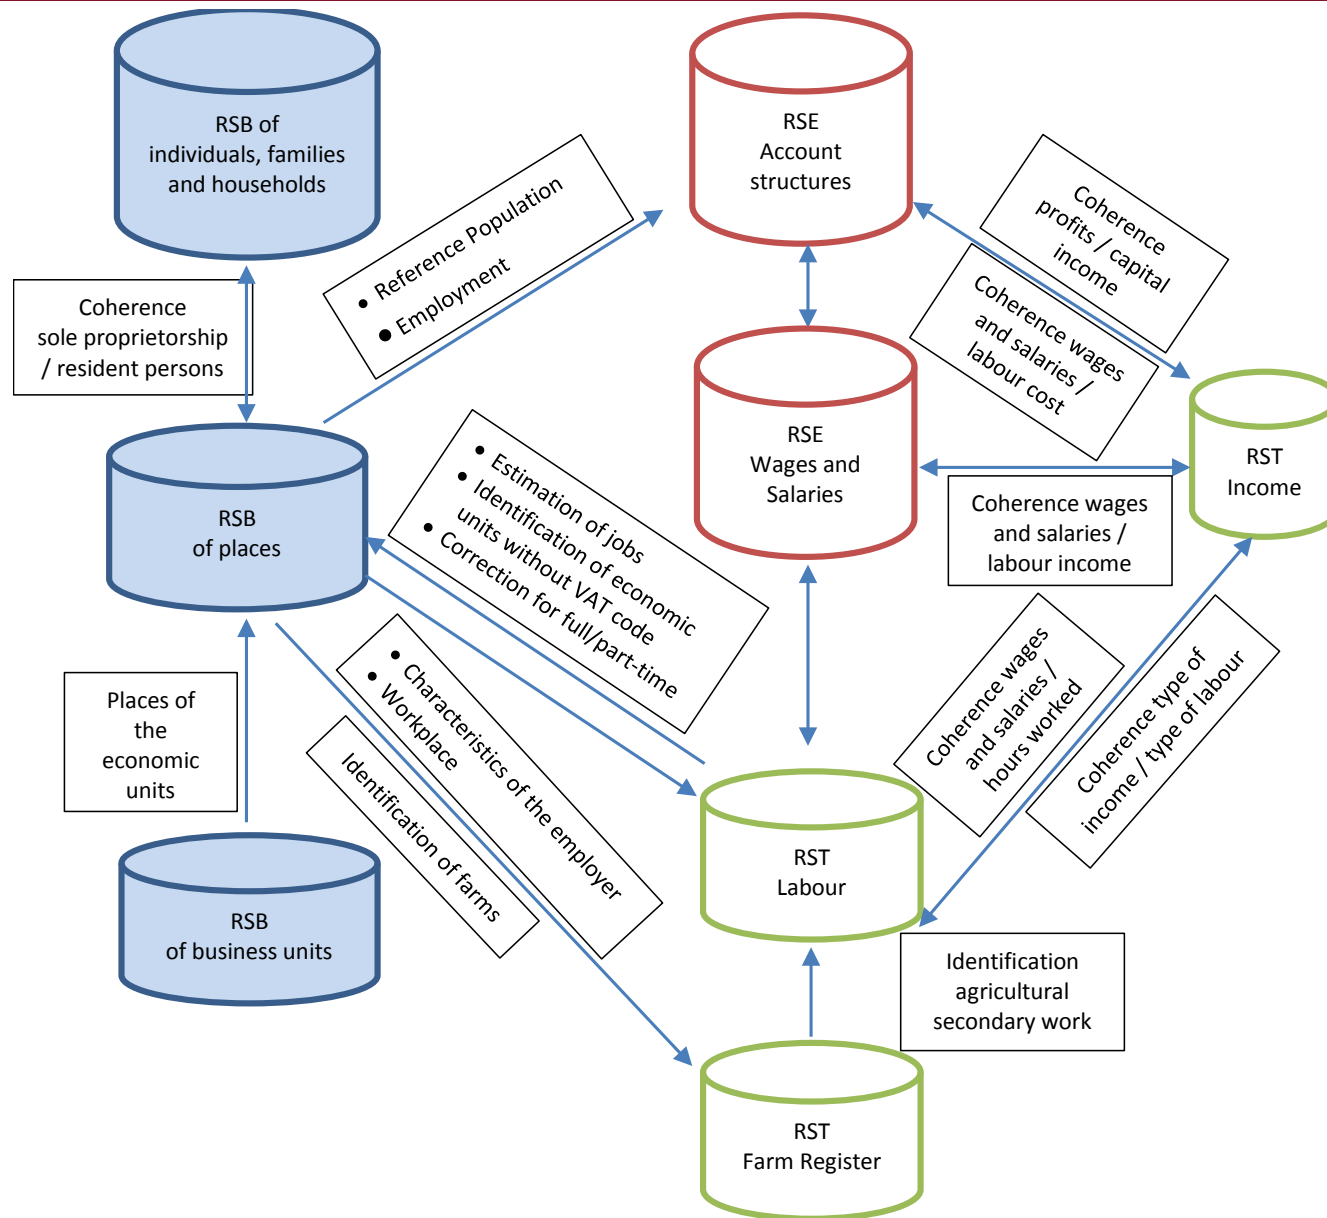 RSB of
individuals, families
and households
RSE
Account
structures
Coherence
profits / capital
income
• Reference Population
• Employment
Coherence wages
and salaries /
labour cost
Coherence
sole proprietorship
/ resident persons
RSE
Wages and
Salaries
RST
Income
RSB
of places
• Estimation of jobs
• Identification of economic
units without VAT code
• Correction for full/part-time
Coherence wages
and salaries /
labour income
Places of
the
economic
units
• Characteristics of the employer
• Workplace
Identification of farms
Coherence wages
and salaries /
hours worked
Coherence type of
income / type of labour
RST
Labour
RSB
of business units
Identification
agricultural
secondary work
RST
Farm Register